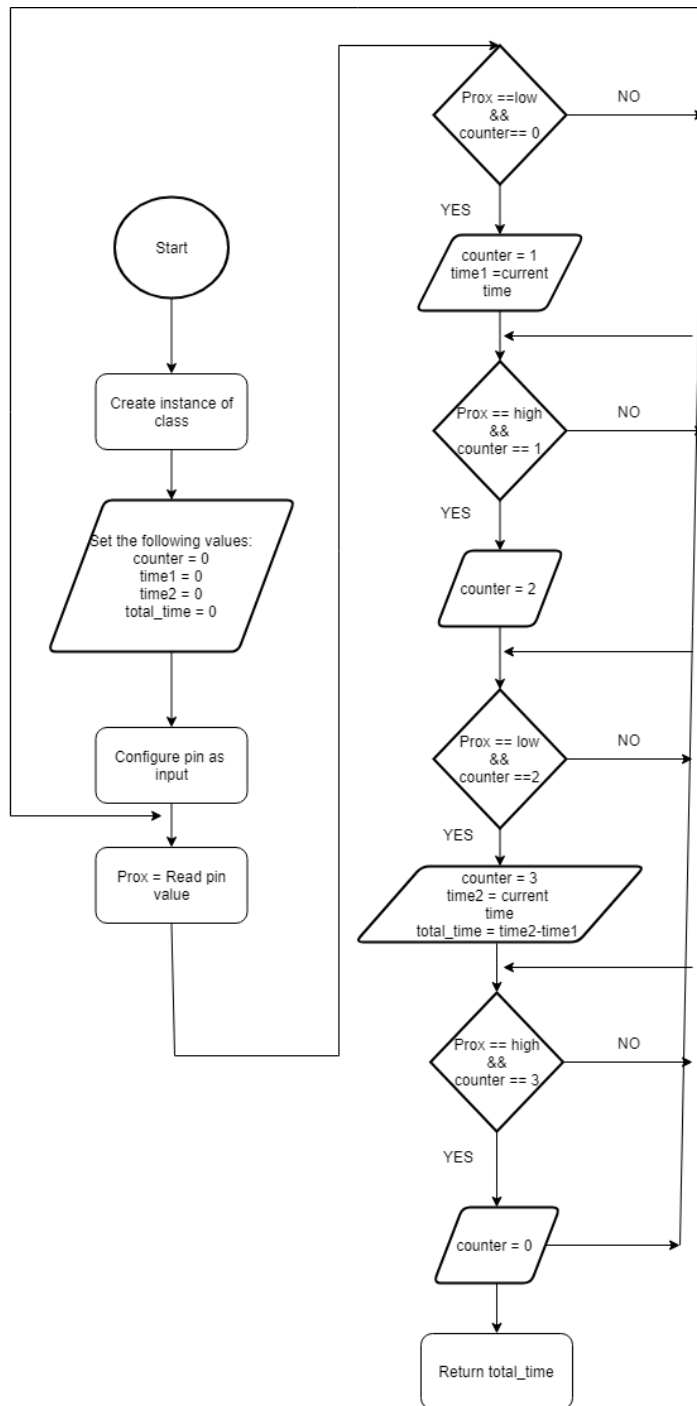 Start
Create instance of
class
Set the following values:
counter = 0
time1 = 0
time2 = 0
total_time = 0
Configure pin as
input
Prox = Read pin
value
Prox ==low
&&
counter== 0
NO
YES
counter = 1
time1 =current
time
Prox == high
&&
counter == 1
NO
YES
counter = 2
Prox == low
&&
counter ==2
NO
YES
counter = 3
time2 = current
time
total_time = time2-time1
Prox == high
&&
counter == 3
NO
YES
counter = 0
Return total_time